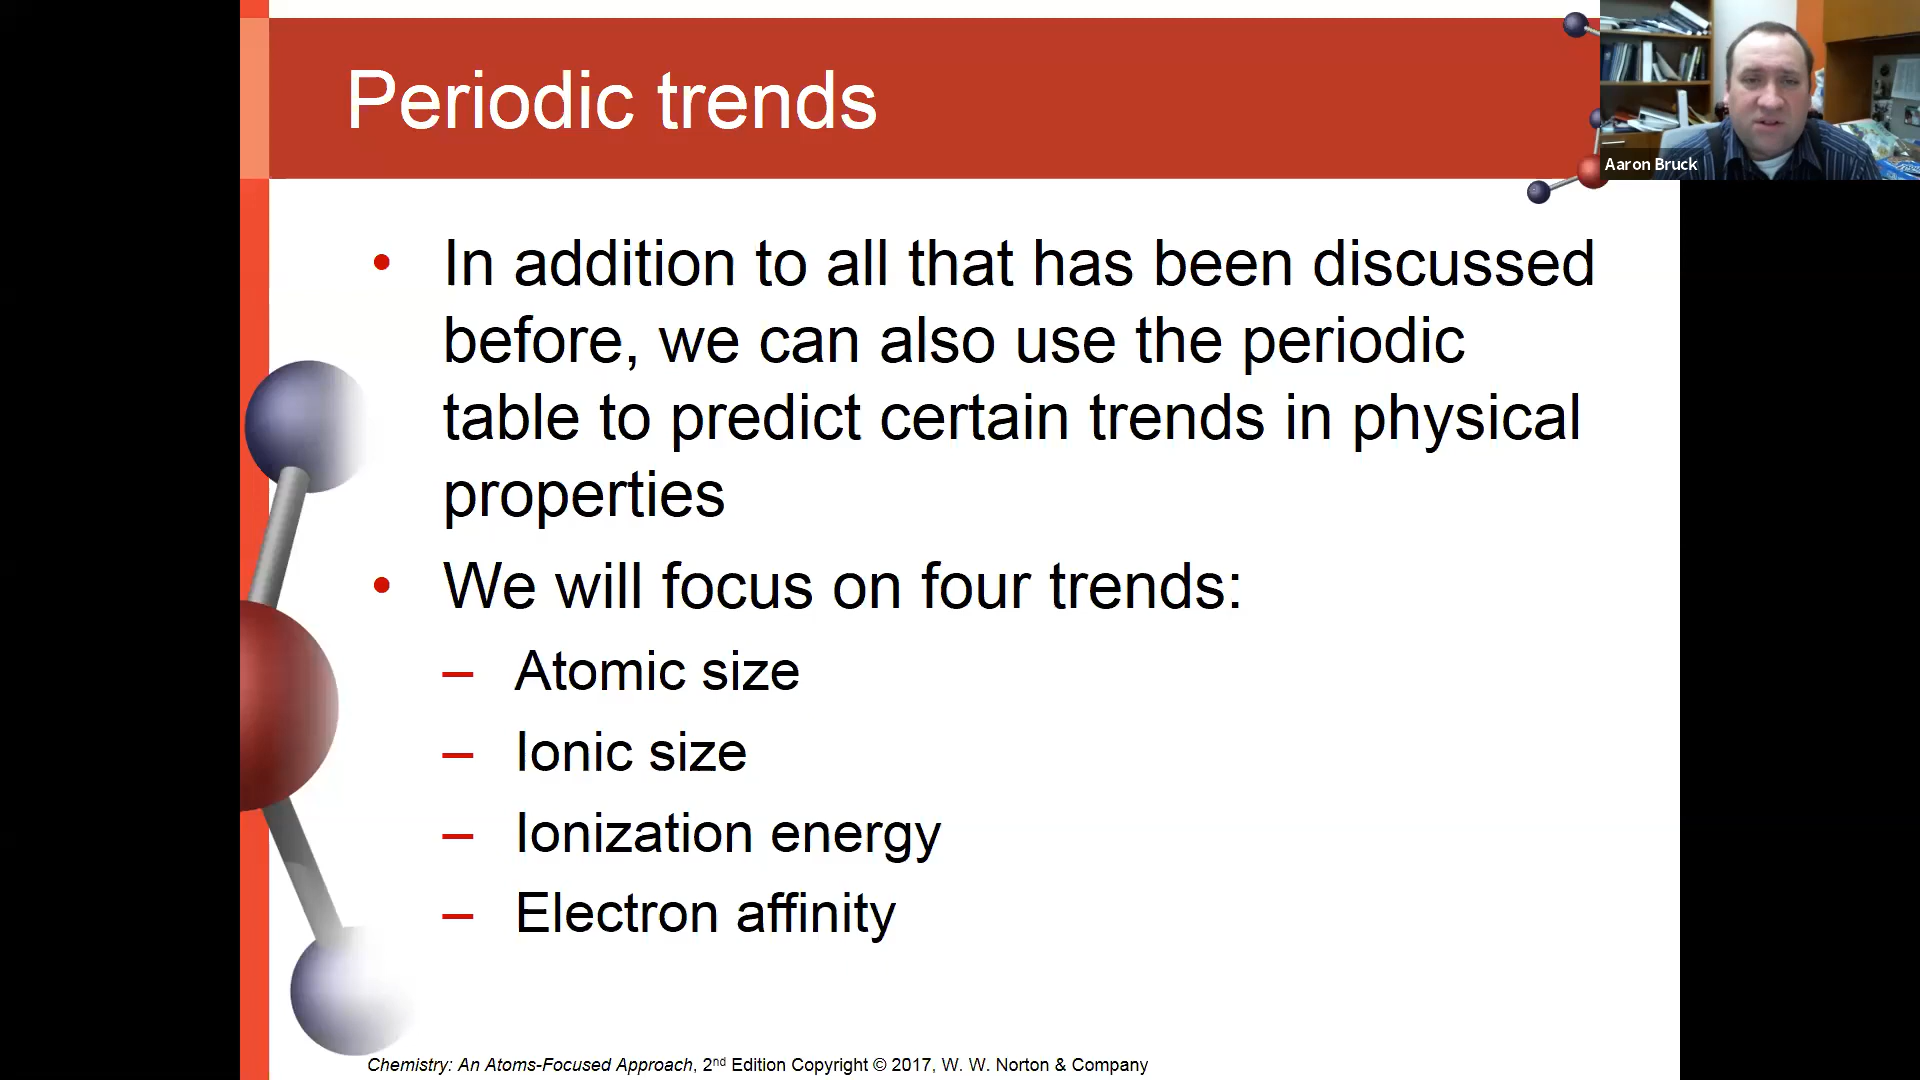 Periodic trends
Aaron Bruck
• In addition to all that has been discussed
before, we can also use the periodic
table to predict certain trends in physical
properties
• We will focus on four trends:
– Atomic size
– Ionic size
– Ionization energy
– Electron affinity
Chemistry: An Atoms-Focused Approach, 2nd Edition Copyright © 2017, W. W. Norton & Company